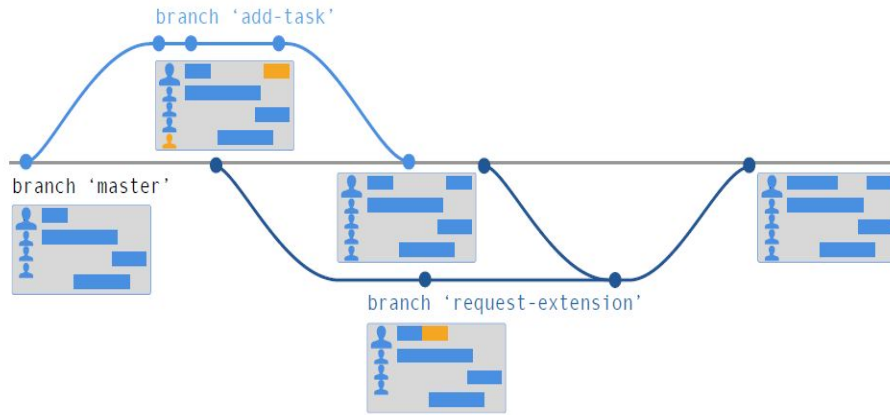 branch ‘add-task’
branch ‘master’
branch ‘request-extension’